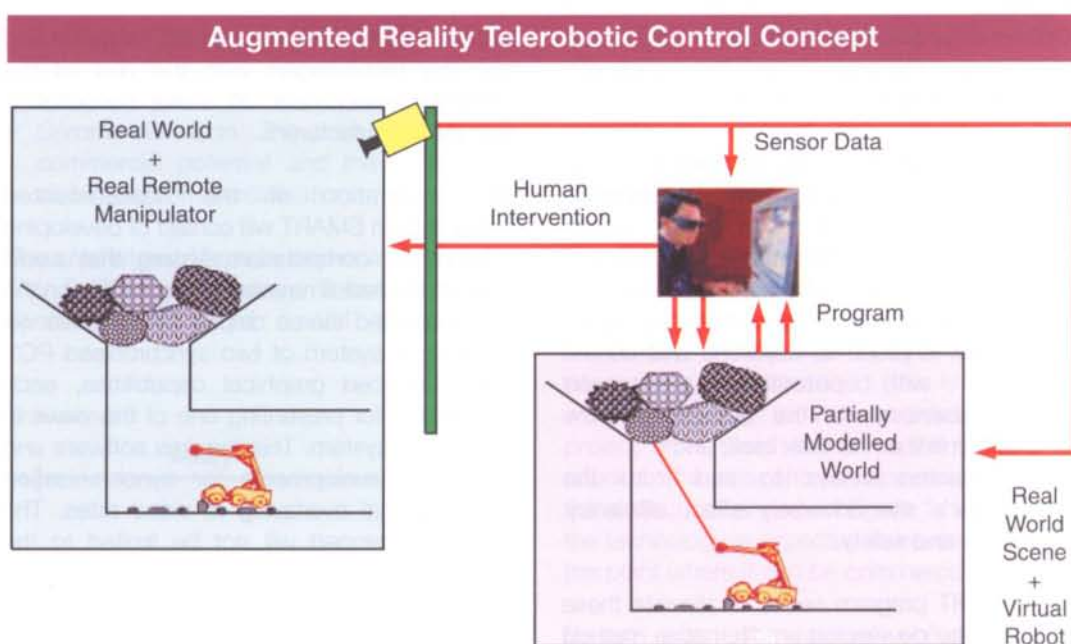 Augmented Reality Telerobotic Control Concept
Real World
+
Real Remote
Manipulator
Sensor Data
Human
Intervention
Program
Partially
Modelled
World
Real
World
Scene
+
Virtual
Robot